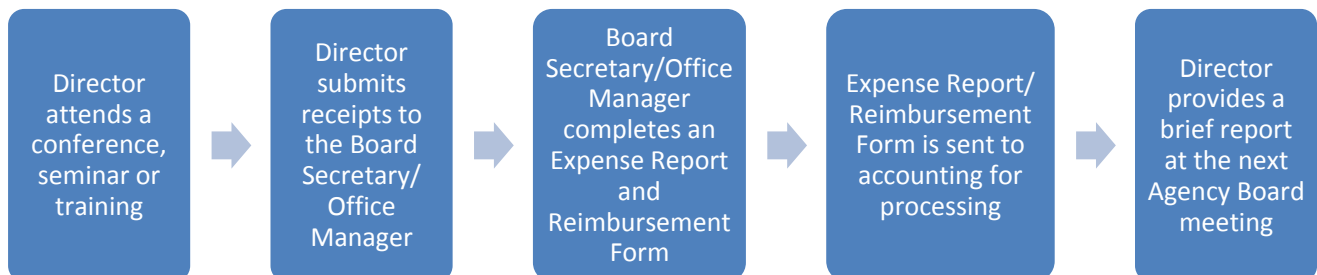 Director
attends a
conference,
seminar or
training
Director
submits
receipts to
the Board
Secretary/
Office
Manager
Board
Secretary/Office
Manager
completes an
Expense Report
and
Reimbursement
Form
Expense Report/
Reimbursement
Form is sent to
accounting for
processing
Director
provides a
brief report
at the next
Agency Board
meeting